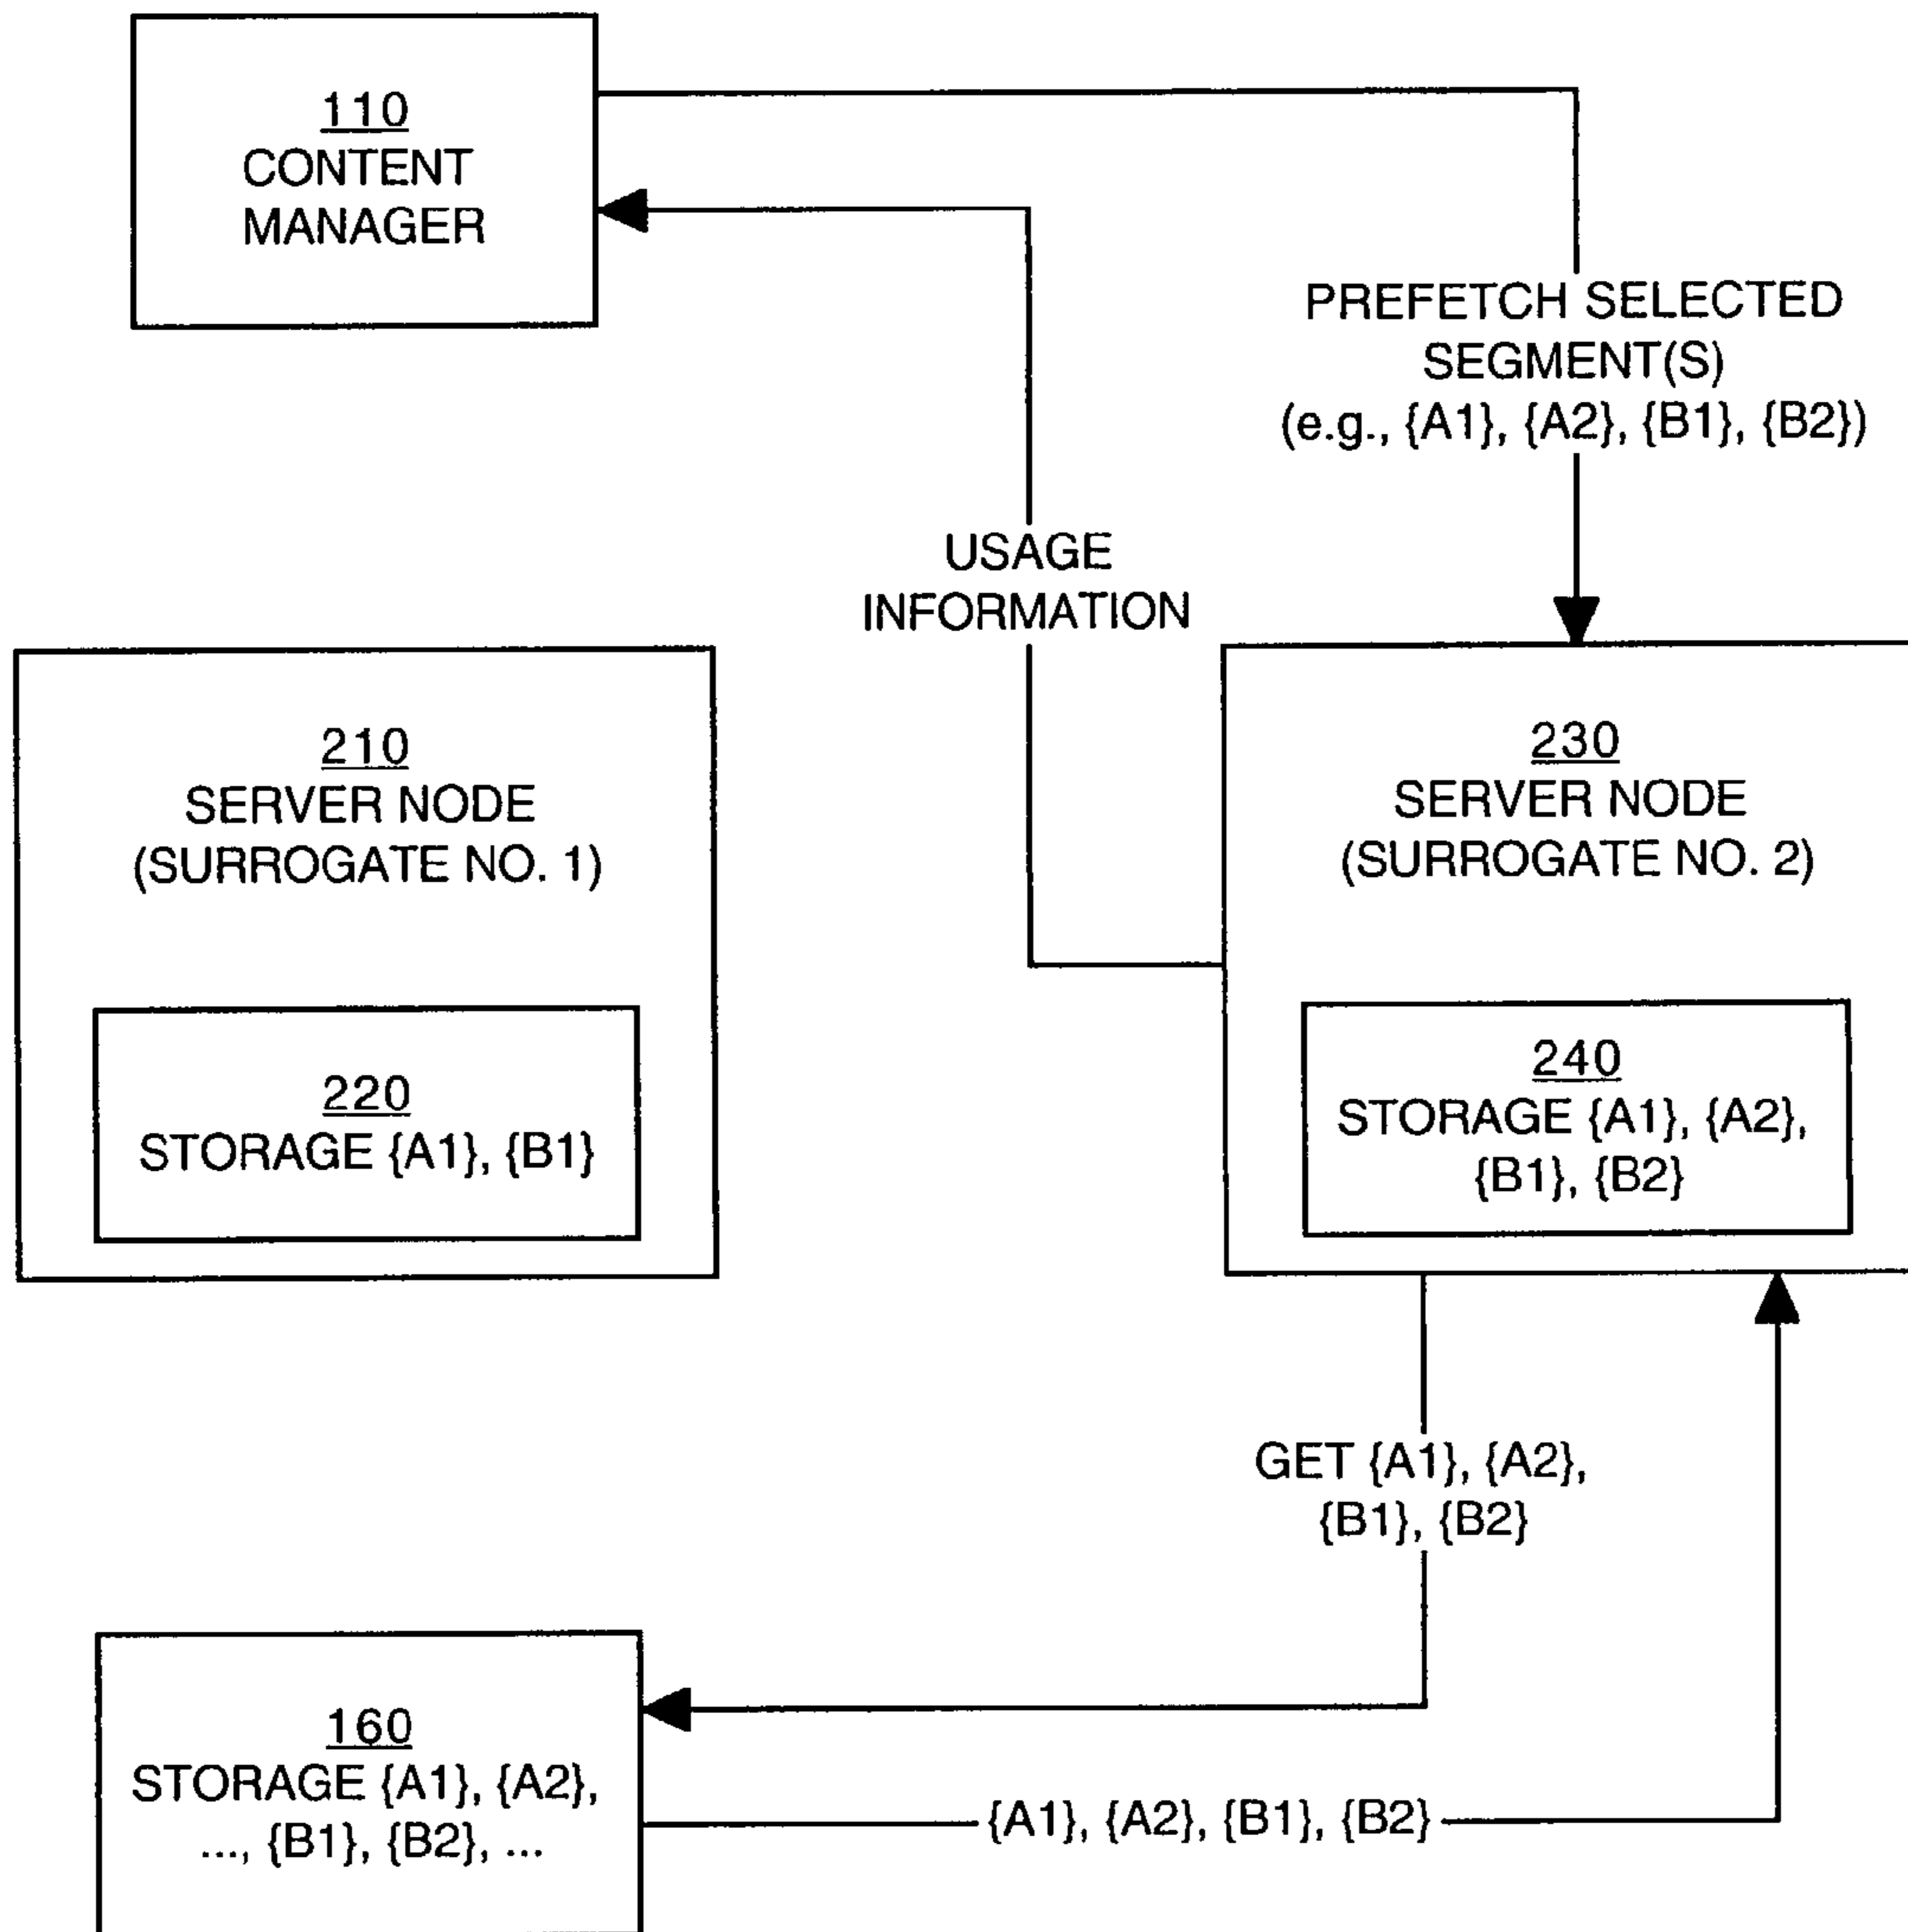 110
CONTENT
MANAGER
PREFETCH SELECTED
SEGMENT(S)
(e.g., {A1}, {A2}, {B1}, {B2})
USAGE
INFORMATION
210
SERVER NODE
(SURROGATE NO. 1)
220
STORAGE {A1}, {B1}
230
SERVER NODE
(SURROGATE NO. 2)
240
STORAGE {A1}, {A2},
{B1}, {B2}
GET {A1}, {A2},
{B1}, {B2}
160
STORAGE {A1}, {A2},
..., {B1}, {B2}, ...
{A1}, {A2}, {B1}, {B2}